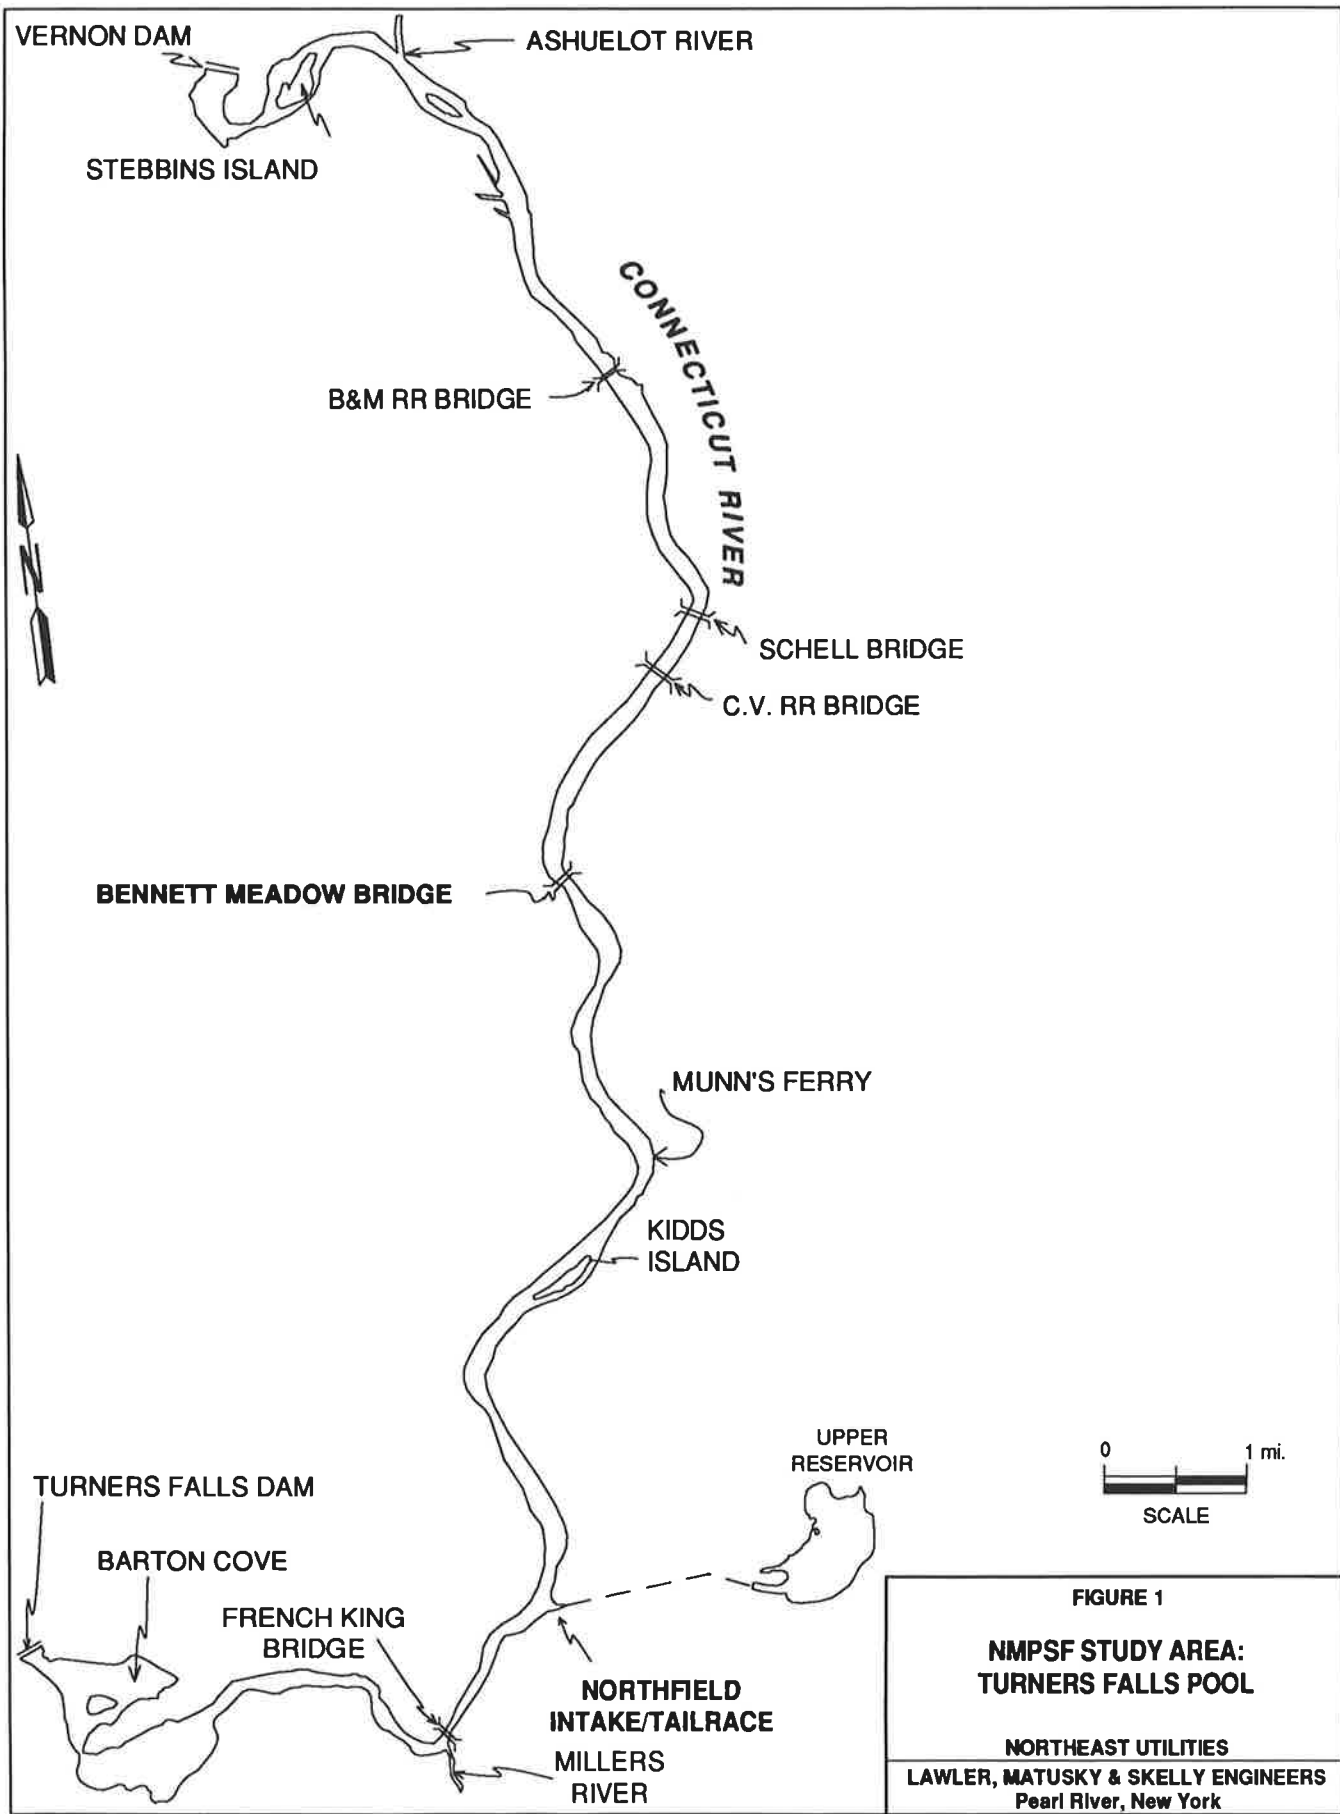 VERNON DAM
ASHUELOT RIVER
STEBBINS ISLAND
CONNECTICUT RIVER
B&M RR BRIDGE
N
SCHELL BRIDGE
C.V. RR BRIDGE
BENNETT MEADOW BRIDGE
MUNN'S FERRY
KIDDS
ISLAND
UPPER
RESERVOIR
0 1 mi.
SCALE
TURNERS FALLS DAM
BARTON COVE
FRENCH KING
BRIDGE
NORTHFIELD
INTAKE/TAILRACE
MILLERS
RIVER
FIGURE 1
NMPSF STUDY AREA:
TURNERS FALLS POOL
NORTHEAST UTILITIES
LAWLER, MATUSKY & SKELLY ENGINEERS
Pearl River, New York